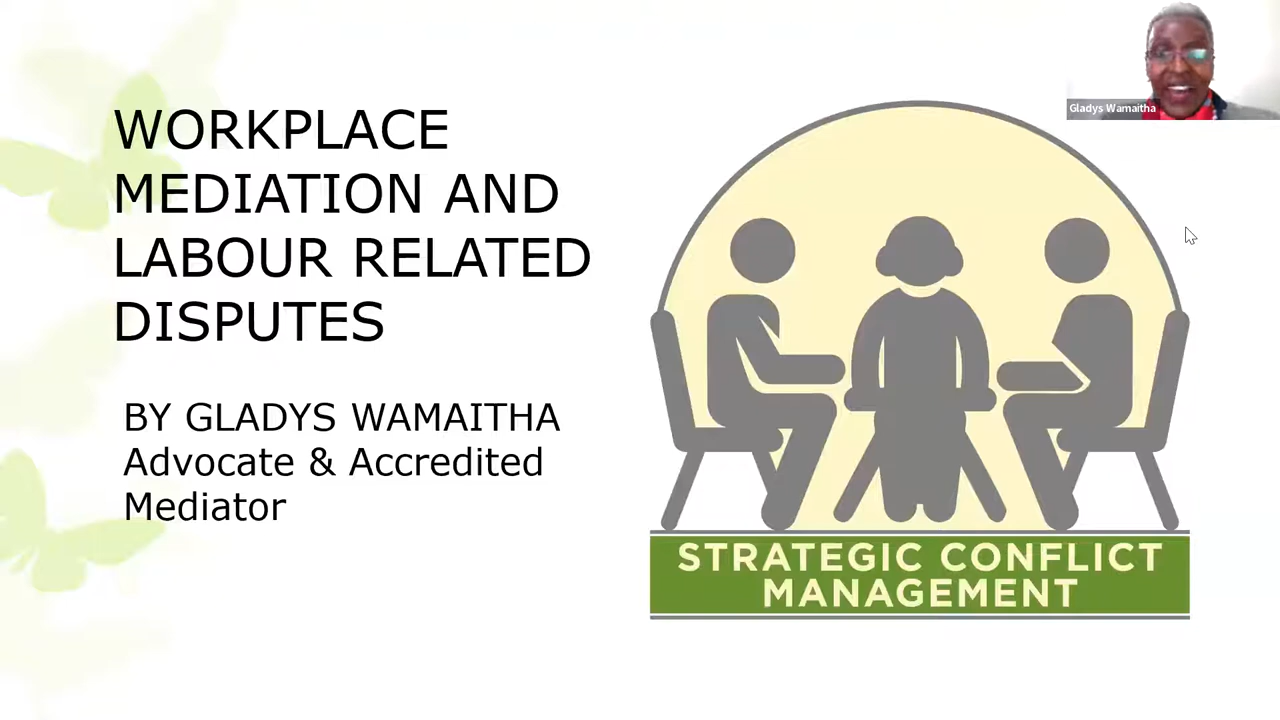 WORKPLACE
MEDIATION AND
LABOUR RELATED
DISPUTES
BY GLADYS WAMAITHA
Advocate & Accredited
Mediator
Gladys Wamaitha
STRATEGIC CONFLICT
MANAGEMENT